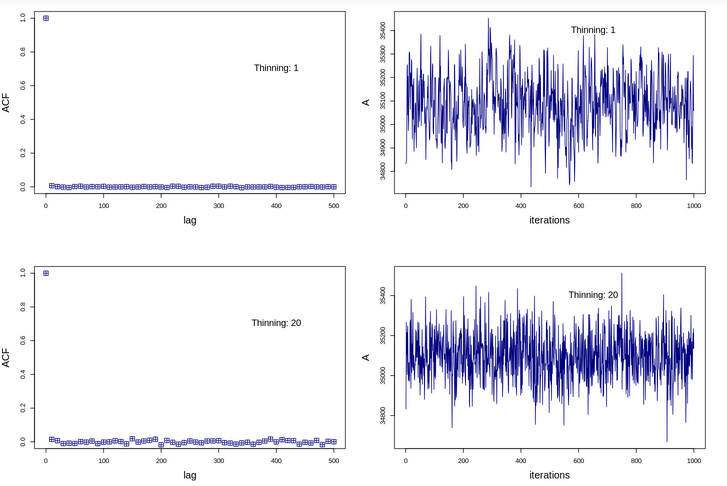 1.0
0.8
0.6
0.4
0.2
0.0
ACF
Thinning: 1
0 100 200 300 400 500
lag
35400
35300
35200
35100
35000
34900
34800
A
Thinning: 1
0 200 400 600 800 1000
iterations
1.0
0.8
0.6
0.4
0.2
0.0
ACF
Thinning: 20
0 100 200 300 400 500
lag
35400
35200
35000
34800
A
Thinning: 20
0 200 400 600 800 1000
iterations